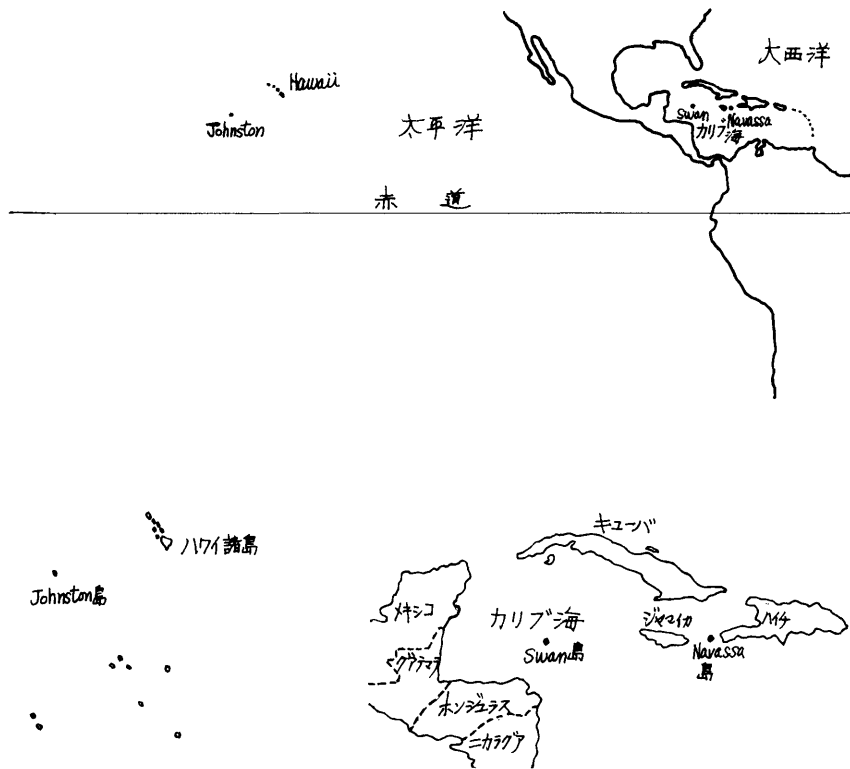 大西洋
Hawaii
Johnston
太平洋
Swan
Navassa
カリブ海
赤道
キューバ
ハワイ諸島
Johnston島
メキシコ
カリブ海
Swan島
ジャマイカ
ハイチ
Navassa
島
グアテマラ
ホンジュラス
ニカラグア